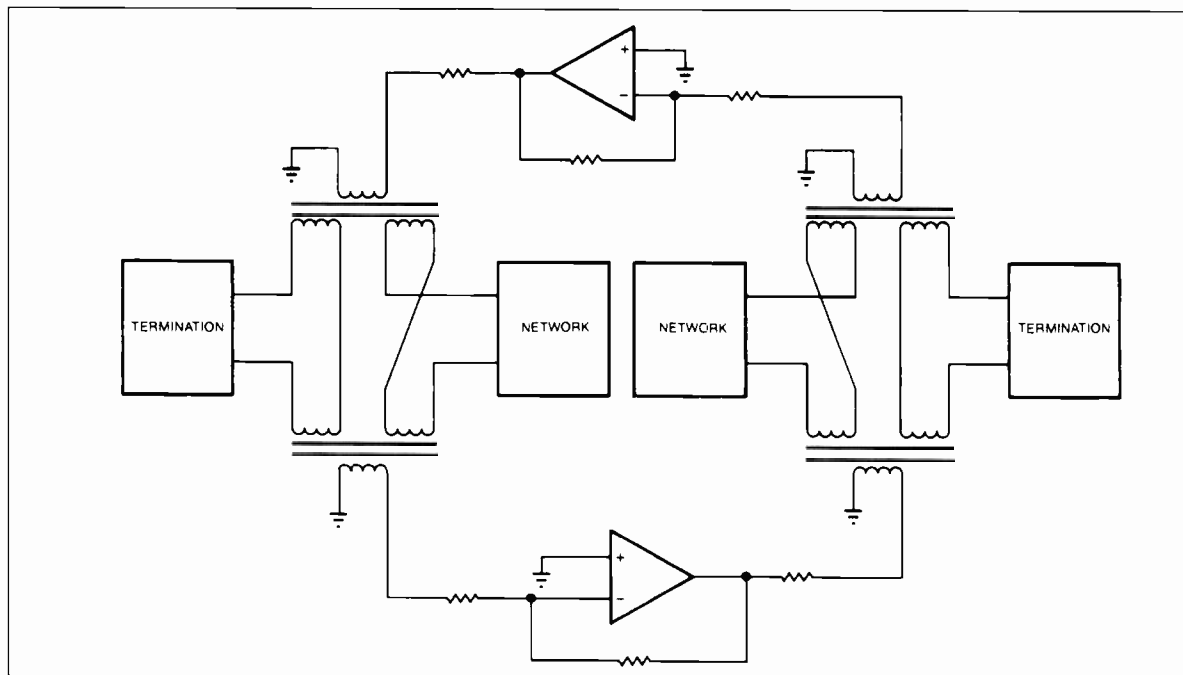 +
−
TERMINATION
NETWORK
NETWORK
TERMINATION
+
−